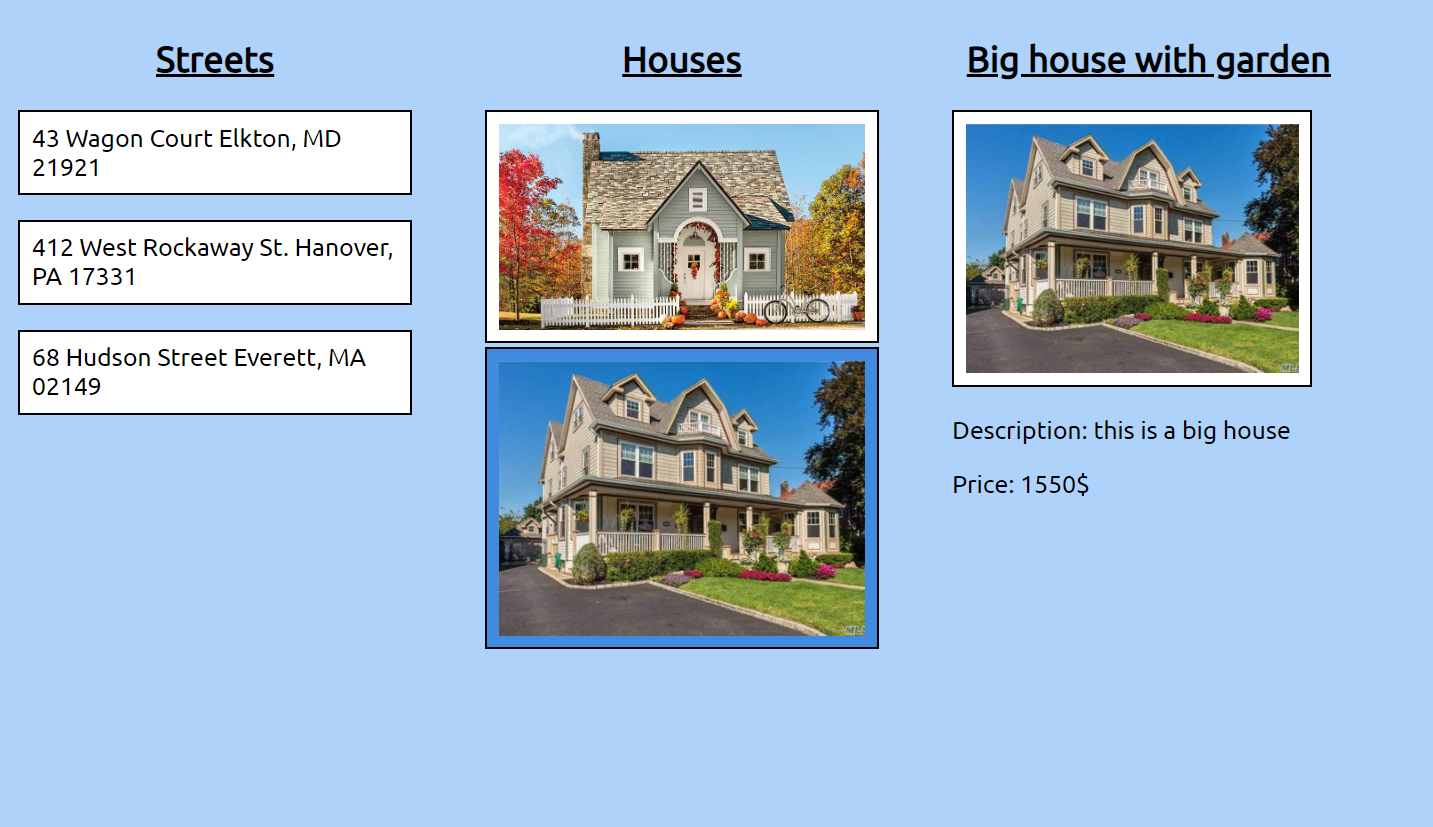 Streets
Houses
Big house with garden
43 Wagon Court Elkton, MD
21921
412 West Rockaway St. Hanover,
PA 17331
68 Hudson Street Everett, MA
02149
Description: this is a big house
Price: 1550$